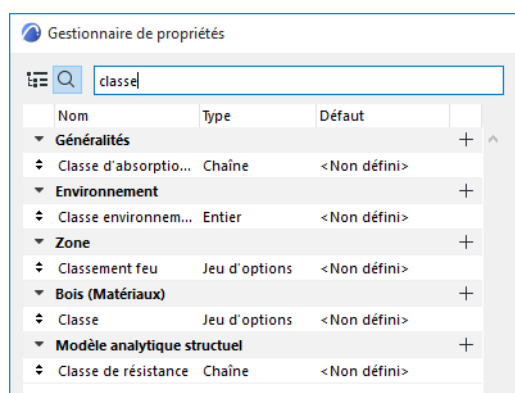 Gestionnaire de propriétés
classe
Nom Type Défaut
Généralités
Classe d'absorptio... Chaîne <Non défini>
Environnement
Classe environnem... Entier <Non défini>
Zone
Classement feu Jeu d'options <Non défini>
Bois (Matériaux)
Classe Jeu d'options <Non défini>
Modèle analytique structuel
Classe de résistance Chaîne <Non défini>